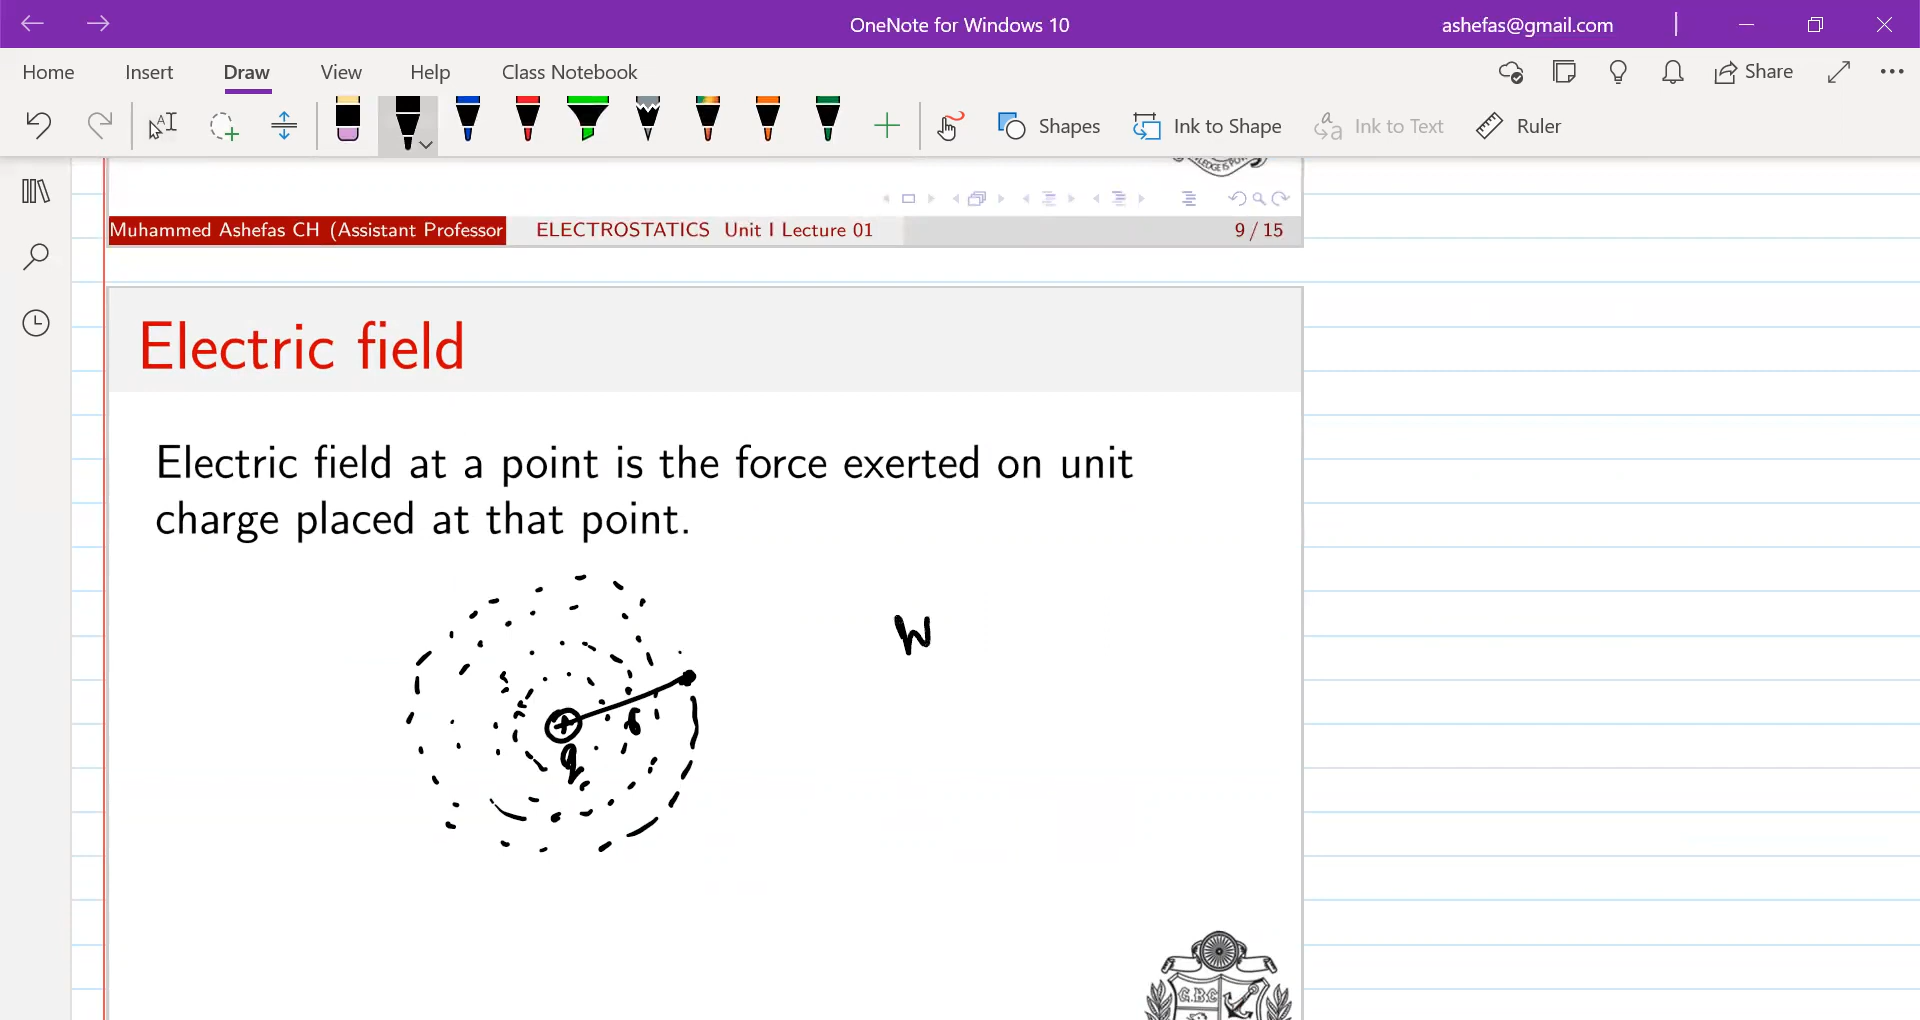 OneNote for Windows 10
ashefas@gmail.com
Home Insert Draw View Help Class Notebook
Share
Shapes Ink to Shape Ink to Text Ruler
Muhammed Ashefas CH (Assistant Professor ELECTROSTATICS Unit I Lecture 01 9 / 15
Electric field
Electric field at a point is the force exerted on unit
charge placed at that point.
W
+
q
G.B.C